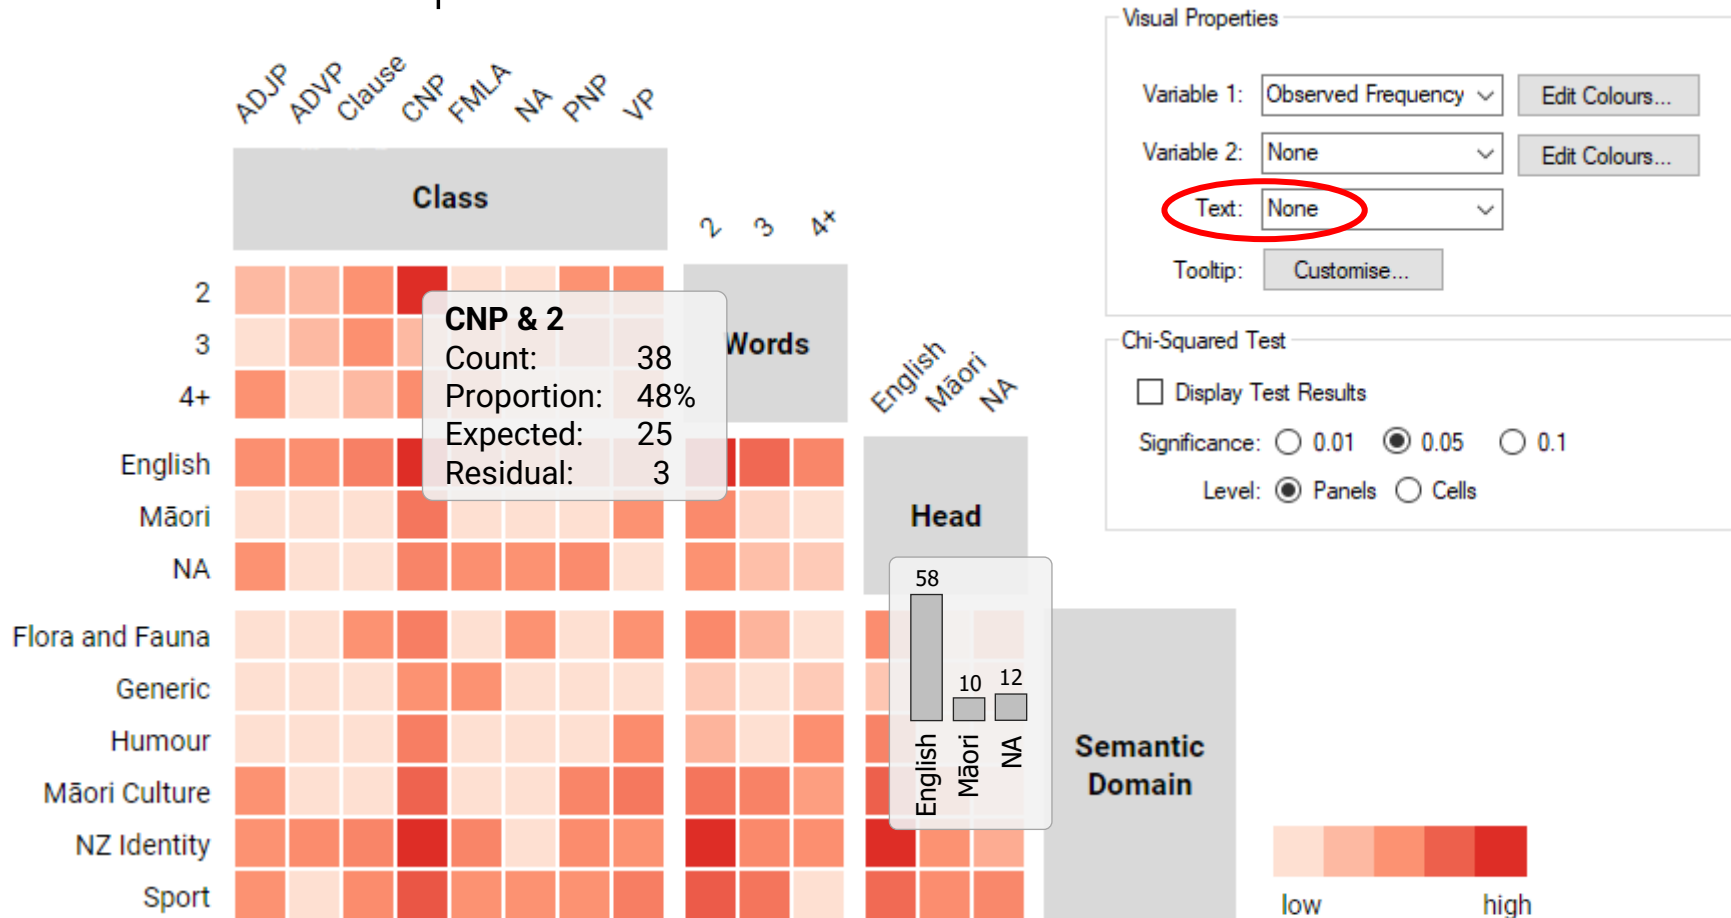 ADJP ADVP Clause CNP FMLA NA PNP VP
Class
2 3 4+
2
3
4+
Words
CNP & 2
Count: 38
Proportion: 48%
Expected: 25
Residual: 3
English Māori NA
English
Māori
NA
Head
58
10
12
English Māori NA
Flora and Fauna
Generic
Humour
Māori Culture
NZ Identity
Sport
Semantic
Domain
Visual Properties
Variable 1: Observed Frequency Edit Colours...
Variable 2: None Edit Colours...
Text: None
Tooltip: Customise...
Chi-Squared Test
Display Test Results
Significance: 0.01 0.05 0.1
Level: Panels Cells
low high